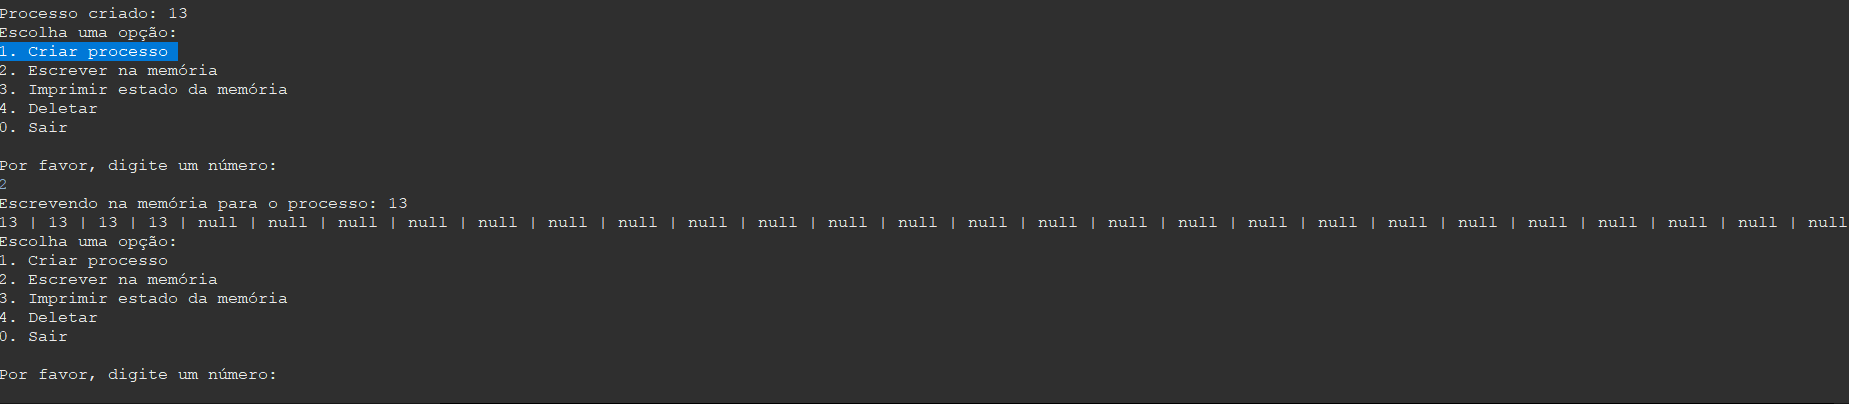 Processo criado: 13
Escolha uma opção:
1. Criar processo
2. Escrever na memória
3. Imprimir estado da memória
4. Deletar
0. Sair
Por favor, digite um número:
2
Escrevendo na memória para o processo: 13
13 | 13 | 13 | 13 | null | null | null | null | null | null | null | null | null | null | null | null | null | null | null | null | null | null | null | null | null | null | null | null
Escolha uma opção:
1. Criar processo
2. Escrever na memória
3. Imprimir estado da memória
4. Deletar
0. Sair
Por favor, digite um número: